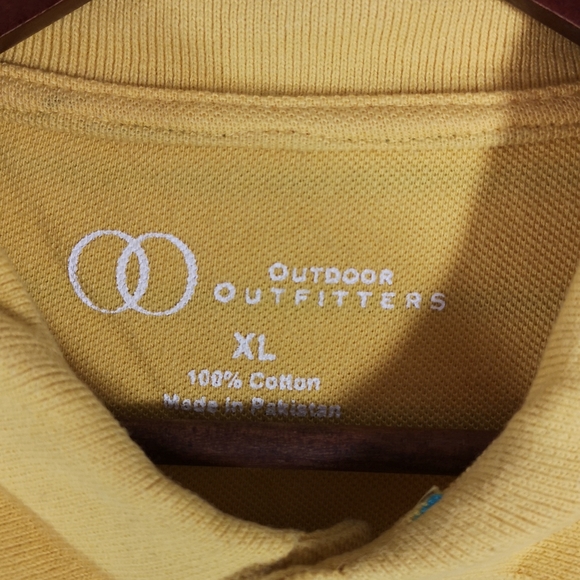 OUTDOOR
OUTFITTERS
XL
100% Cotton
Made in Pakistan